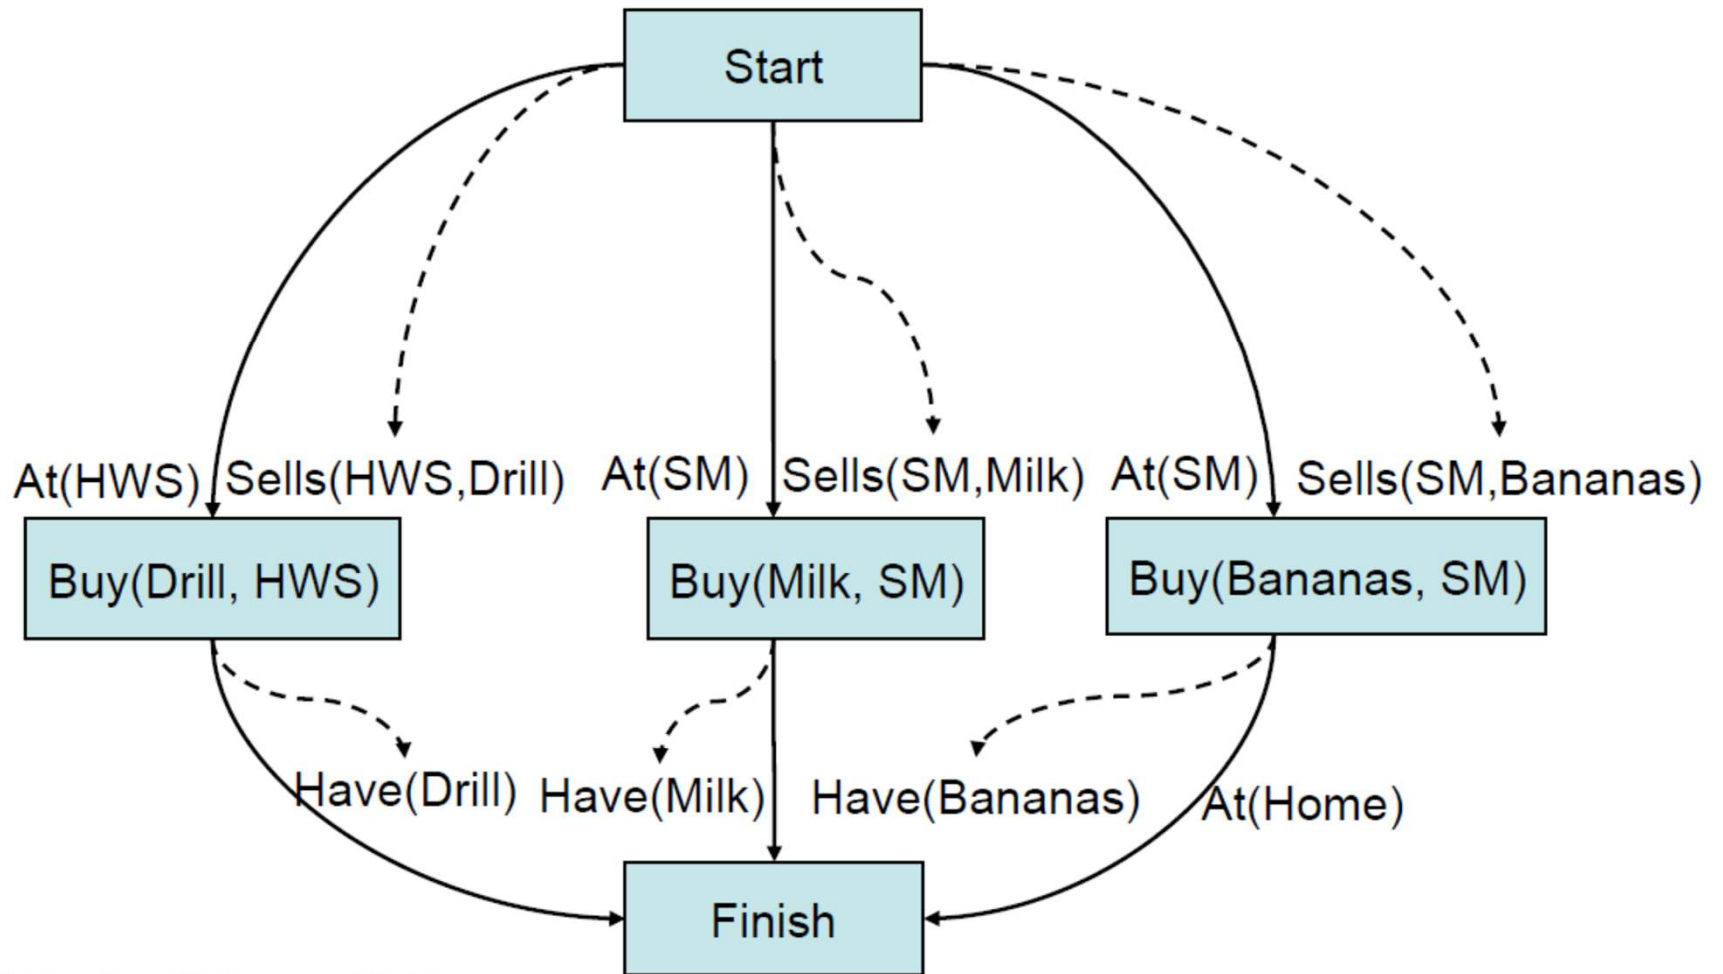 Start
At(HWS) Sells(HWS,Drill) At(SM) Sells(SM,Milk) At(SM) Sells(SM,Bananas)
Buy(Drill, HWS) Buy(Milk, SM) Buy(Bananas, SM)
Have(Drill) Have(Milk) Have(Bananas) At(Home)
Finish